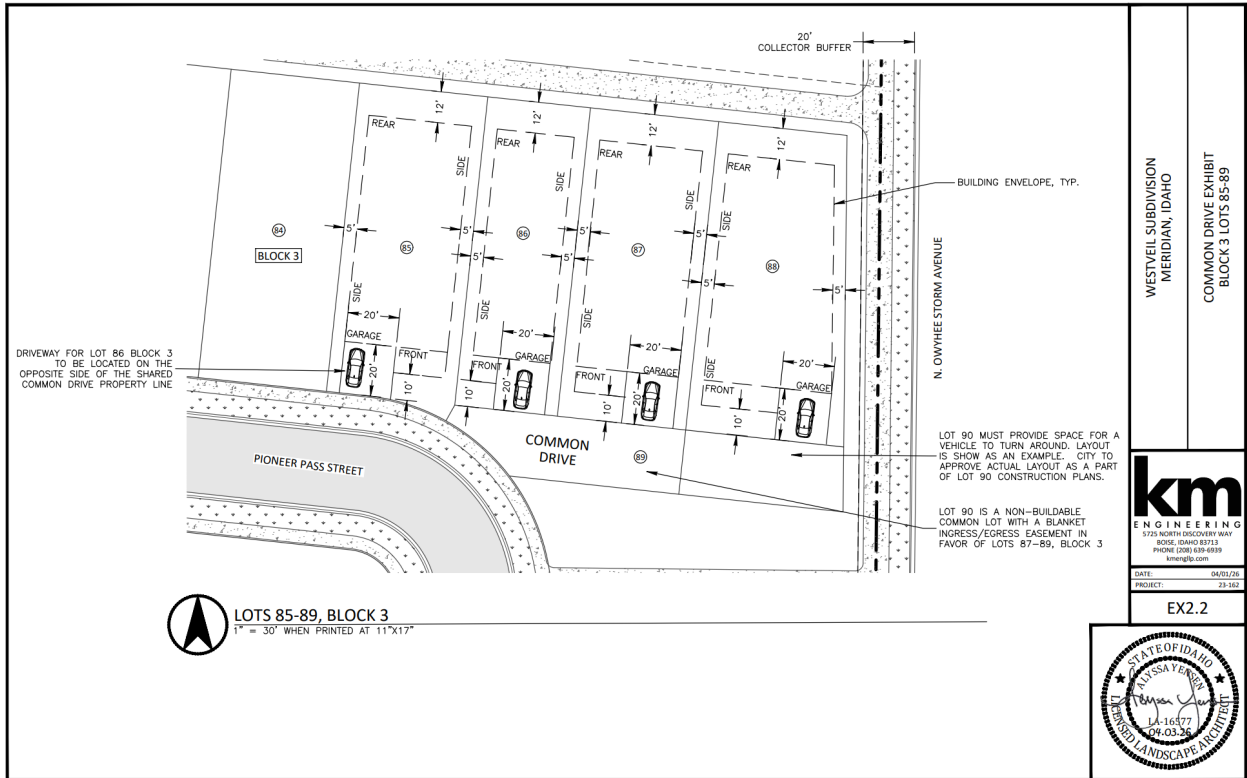 20'
COLLECTOR BUFFER
12'
12'
12'
12'
REAR
REAR
REAR
REAR
SIDE
SIDE
SIDE
SIDE
BUILDING ENVELOPE, TYP.
84
BLOCK 3
85
86
87
88
5'
5'
5'
5'
5'
5'
5'
5'
SIDE
SIDE
SIDE
SIDE
N. OWYHEE STORM AVENUE
20'
20'
20'
20'
GARAGE
GARAGE
GARAGE
GARAGE
FRONT
FRONT
FRONT
FRONT
20'
20'
20'
20'
10'
10'
10'
10'
DRIVEWAY FOR LOT 86 BLOCK 3
TO BE LOCATED ON THE
OPPOSITE SIDE OF THE SHARED
COMMON DRIVE PROPERTY LINE
COMMON
DRIVE
89
PIONEER PASS STREET
LOT 90 MUST PROVIDE SPACE FOR A
VEHICLE TO TURN AROUND. LAYOUT
IS SHOW AS AN EXAMPLE. CITY TO
APPROVE ACTUAL LAYOUT AS A PART
OF LOT 90 CONSTRUCTION PLANS.
LOT 90 IS A NON-BUILDABLE
COMMON LOT WITH A BLANKET
INGRESS/EGRESS EASEMENT IN
FAVOR OF LOTS 87-89, BLOCK 3
LOTS 85-89, BLOCK 3
1" = 30' WHEN PRINTED AT 11"X17"
WESTVEIL SUBDIVISION
MERIDIAN, IDAHO
COMMON DRIVE EXHIBIT
BLOCK 3 LOTS 85-89
km
ENGINEERING
5725 NORTH DISCOVERY WAY
BOISE, IDAHO 83713
PHONE (208) 639-6939
kmengllp.com
DATE: 04/01/26
PROJECT: 23-162
EX2.2
STATE OF IDAHO
ALYSSA YENSEN
LA-16577
04.03.26
LICENSED LANDSCAPE ARCHITECT